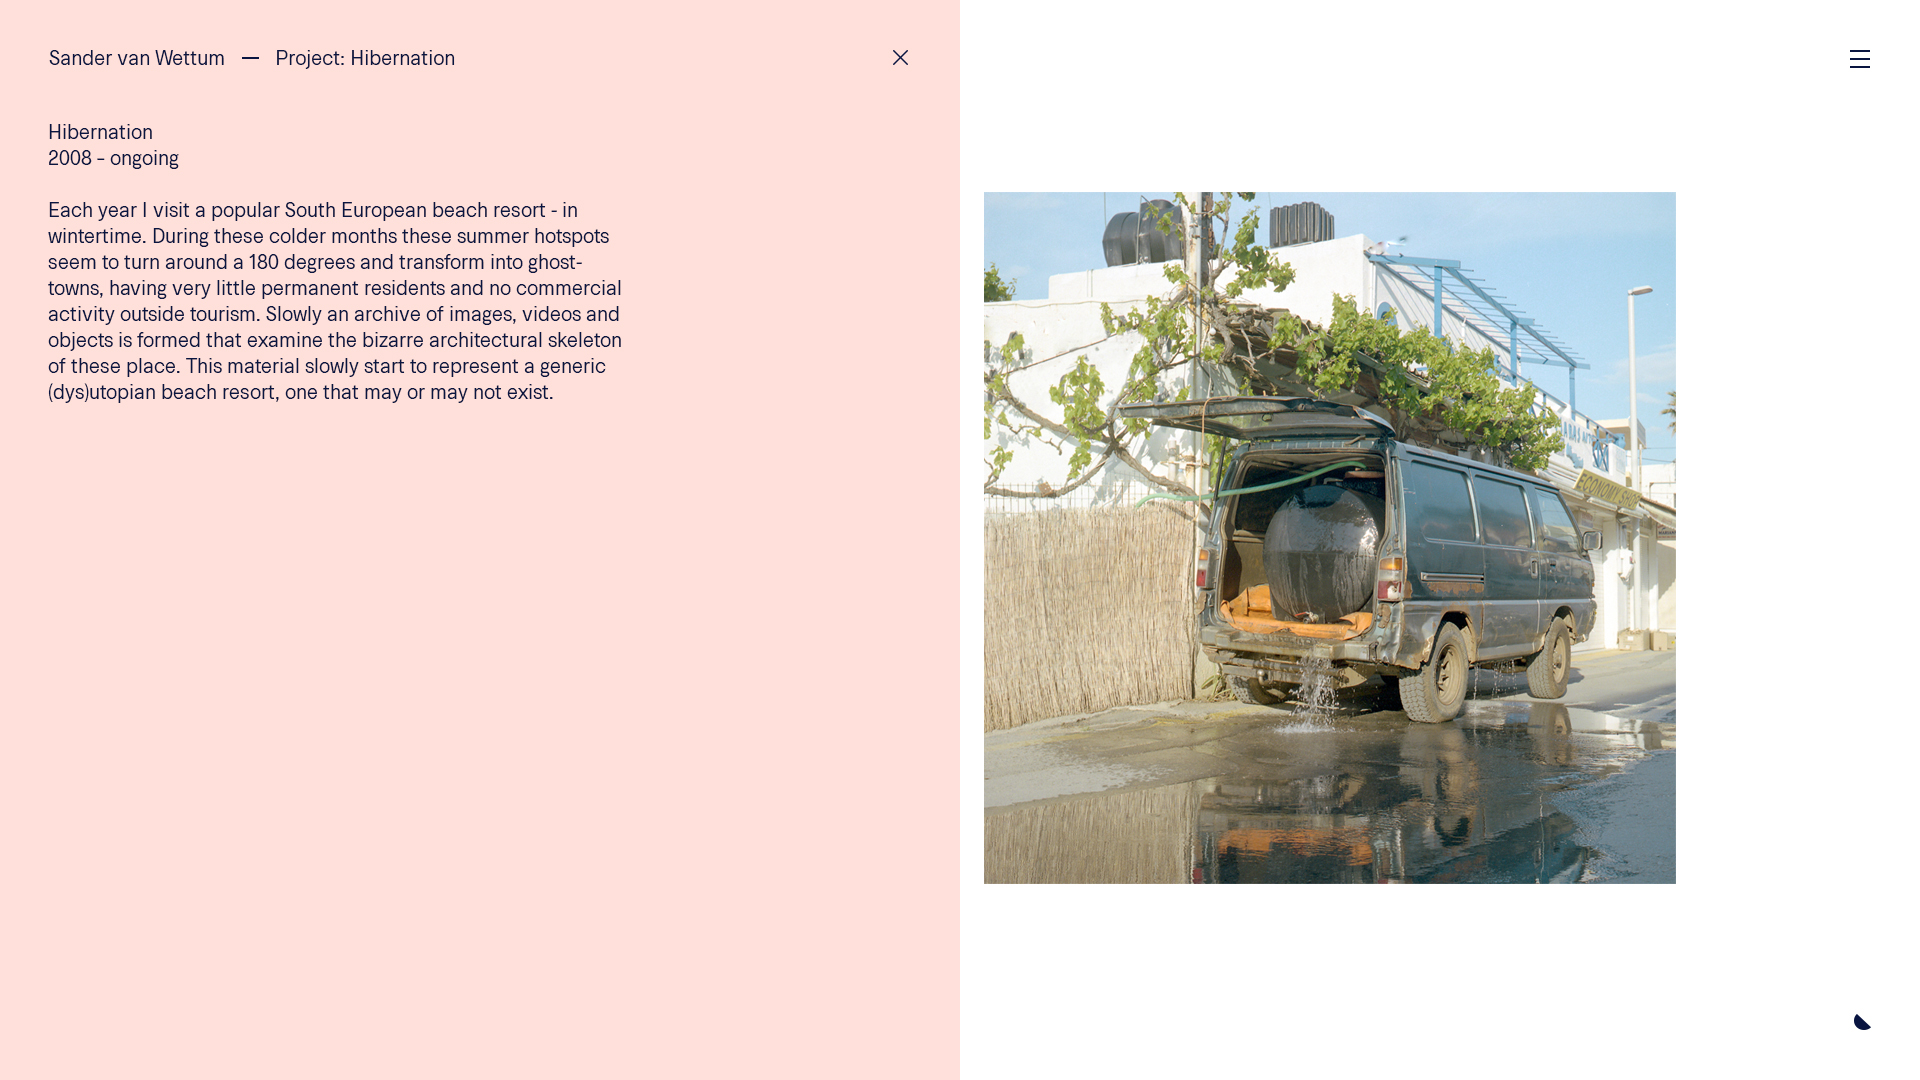 Sander van Wettum — Project: Hibernation
Hibernation
2008 - ongoing
Each year I visit a popular South European beach resort - in
wintertime. During these colder months these summer hotspots
seem to turn around a 180 degrees and transform into ghost-
towns, having very little permanent residents and no commercial
activity outside tourism. Slowly an archive of images, videos and
objects is formed that examine the bizarre architectural skeleton
of these place. This material slowly start to represent a generic
(dys)utopian beach resort, one that may or may not exist.
ECONOMY SHOP